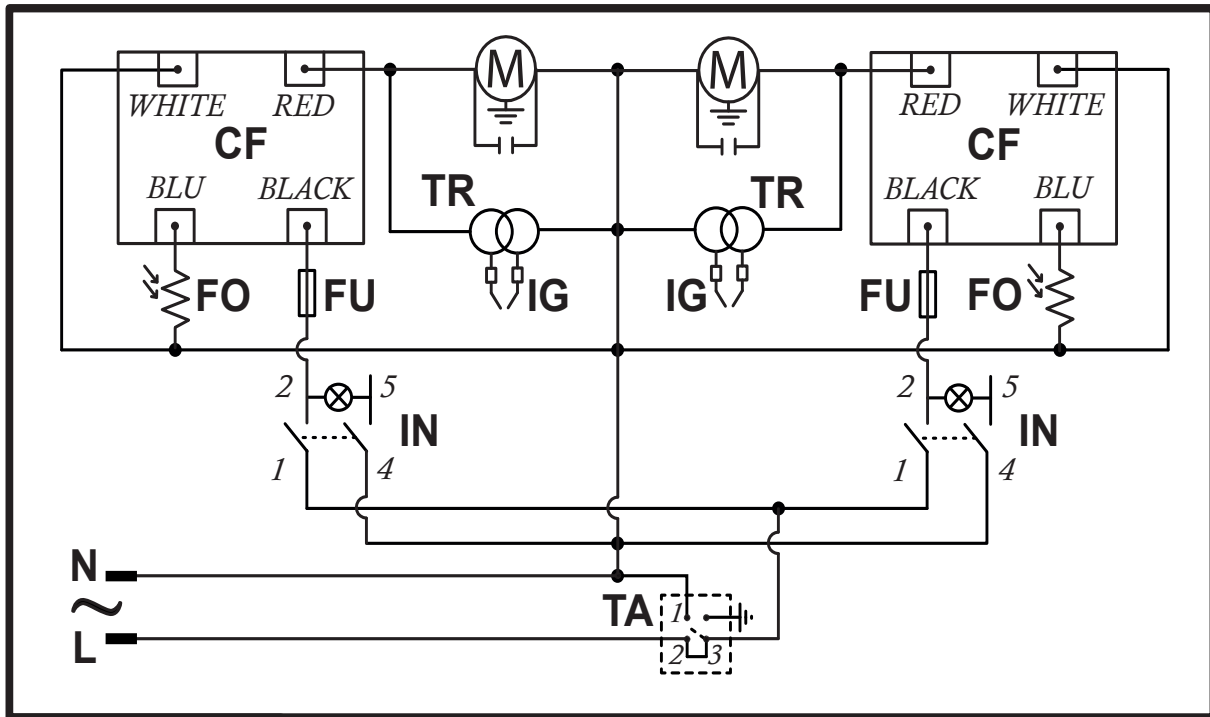 M M
WHITE RED RED WHITE
CF CF
BLU BLACK BLACK BLU
TR TR
FO FU IG IG FU FO
2 5 2 5
IN IN
1 4 1 4
N
~
L
TA 1
2 3